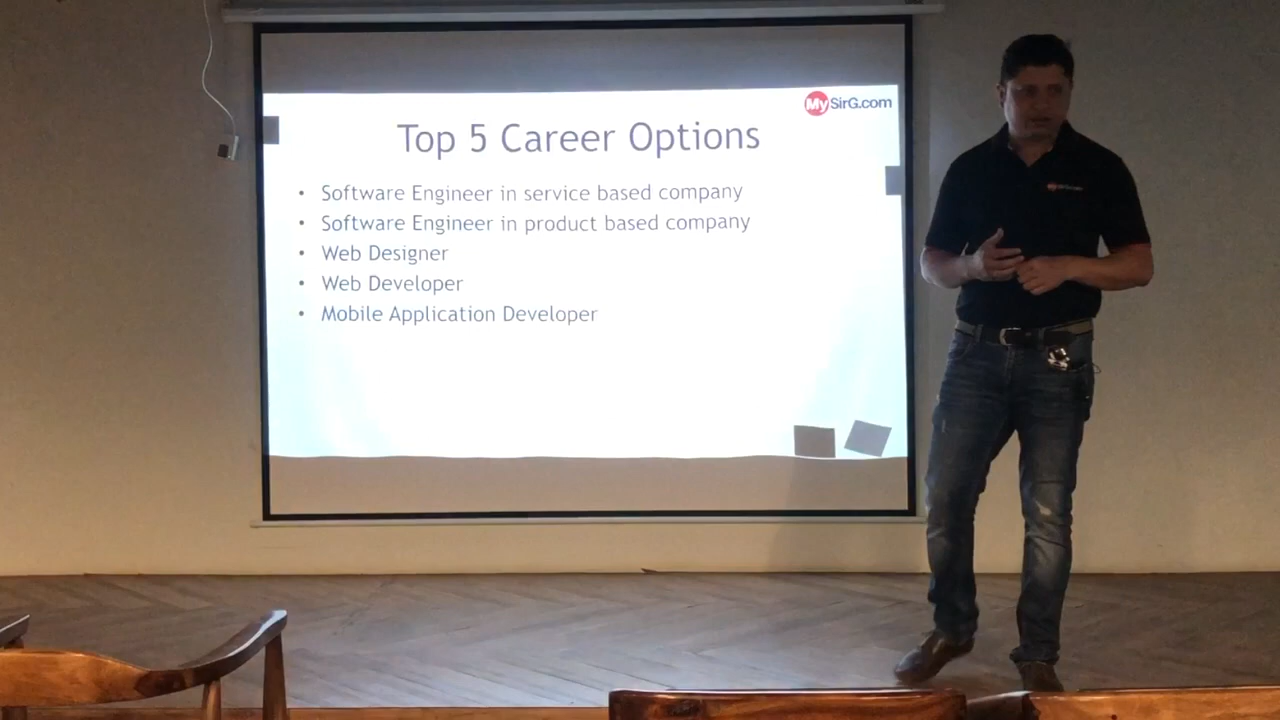 MySirG.com
Top 5 Career Options
• Software Engineer in service based company
• Software Engineer in product based company
• Web Designer
• Web Developer
• Mobile Application Developer